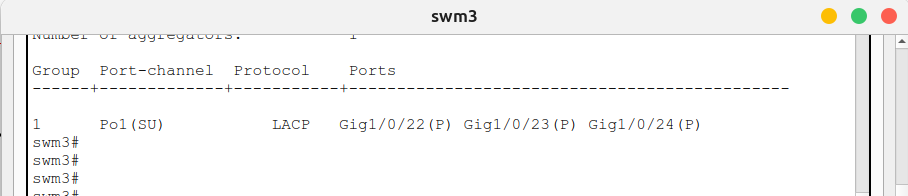 swm3
Number of aggregators: 1
Group Port-channel Protocol Ports
------+-------------+-----------+----------------------------------------------
1 Po1(SU) LACP Gig1/0/22(P) Gig1/0/23(P) Gig1/0/24(P)
swm3#
swm3#
swm3#
swm3#